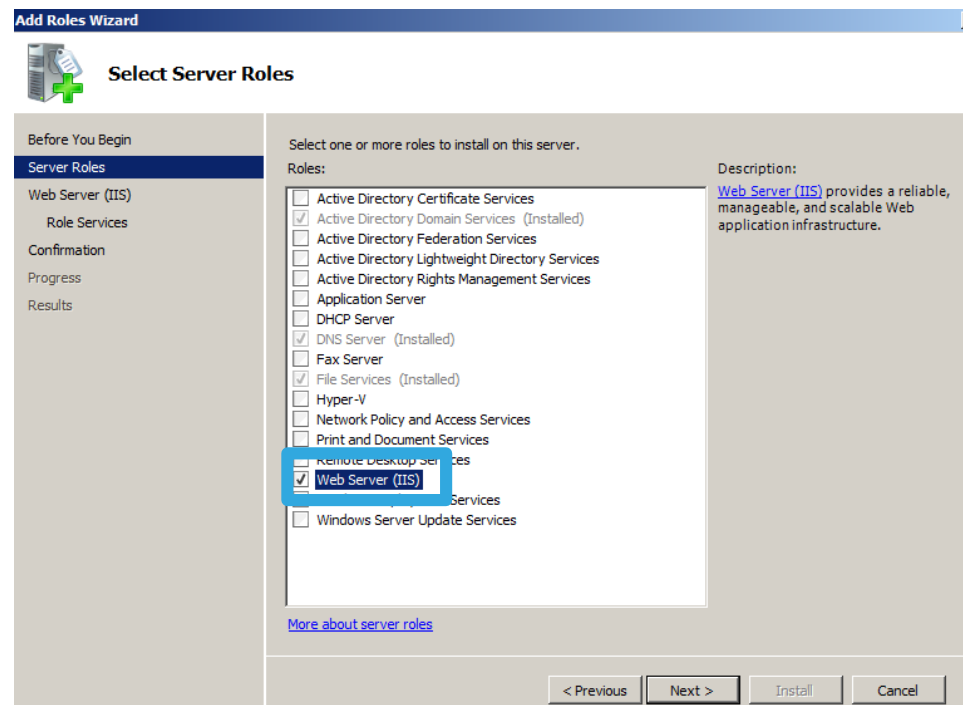 Add Roles Wizard
Select Server Roles
Before You Begin
Server Roles
Web Server (IIS)
Role Services
Confirmation
Progress
Results
Select one or more roles to install on this server.
Roles:
Active Directory Certificate Services
Active Directory Domain Services (Installed)
Active Directory Federation Services
Active Directory Lightweight Directory Services
Active Directory Rights Management Services
Application Server
DHCP Server
DNS Server (Installed)
Fax Server
File Services (Installed)
Hyper-V
Network Policy and Access Services
Print and Document Services
Remote Desktop Services
Web Server (IIS)
Services
Windows Server Update Services
More about server roles
Description:
Web Server (IIS) provides a reliable,
manageable, and scalable Web
application infrastructure.
< Previous
Next >
Install
Cancel